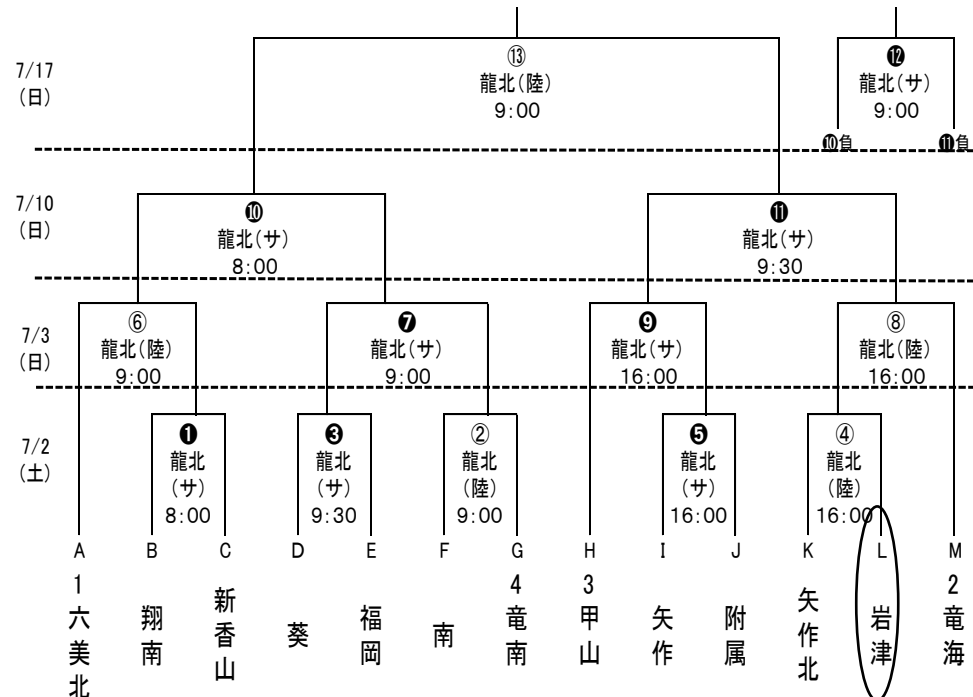 7/17
（日）
⑬
龍北（陸）
9:00
⓬
龍北（サ）
9:00
❿負
⓫負
7/10
（日）
❿
龍北（サ）
8:00
⓫
龍北（サ）
9:30
7/3
（日）
⑥
龍北（陸）
9:00
❼
龍北（サ）
9:00
❾
龍北（サ）
16:00
⑧
龍北（陸）
16:00
7/2
（土）
❶
龍北
（サ）
8:00
❸
龍北
（サ）
9:30
②
龍北
（陸）
9:00
❺
龍北
（サ）
16:00
④
龍北
（陸）
16:00
A
B
C
D
E
F
G
H
I
J
K
L
M
1六美北
翔南
新香山
葵
福岡
南
4竜南
3甲山
矢作
附属
矢作北
岩津
2竜海